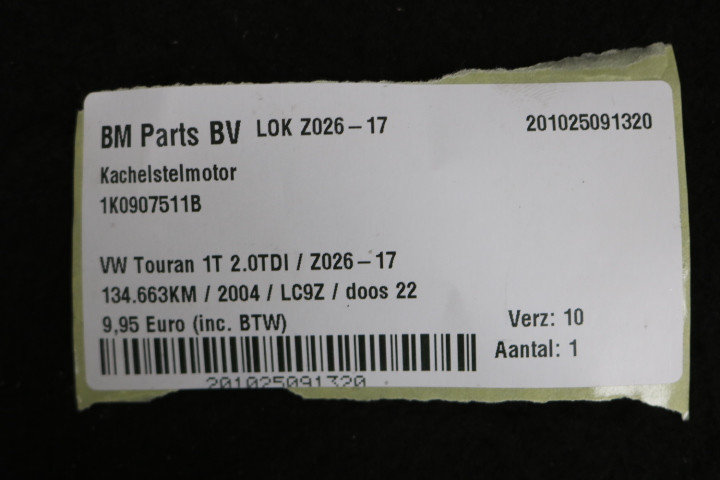 BM Parts BV LOK Z026-17 201025091320
Kachelstelmotor
1K0907511B
VW Touran 1T 2.0TDI / Z026-17
134.663KM / 2004 / LC9Z / doos 22
9,95 Euro (inc. BTW) Verz: 10
Aantal: 1
201025091320